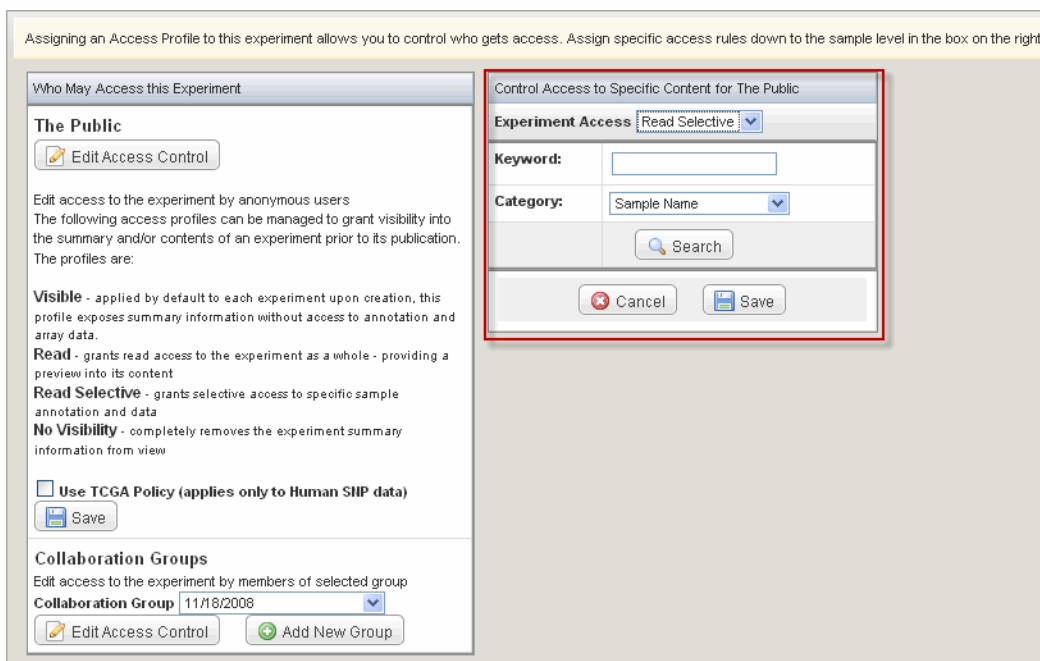 Assigning an Access Profile to this experiment allows you to control who gets access. Assign specific access rules down to the sample level in the box on the right
Who May Access this Experiment
The Public
Edit Access Control
Edit access to the experiment by anonymous users
The following access profiles can be managed to grant visibility into
the summary and/or contents of an experiment prior to its publication.
The profiles are:
Visible - applied by default to each experiment upon creation, this
profile exposes summary information without access to annotation and
array data.
Read - grants read access to the experiment as a whole - providing a
preview into its content
Read Selective - grants selective access to specific sample
annotation and data
No Visibility - completely removes the experiment summary
information from view
Use TCGA Policy (applies only to Human SNP data)
Save
Collaboration Groups
Edit access to the experiment by members of selected group
Collaboration Group 11/18/2008
Edit Access Control Add New Group
Control Access to Specific Content for The Public
Experiment Access Read Selective
Keyword:
Category: Sample Name
Search
Cancel Save